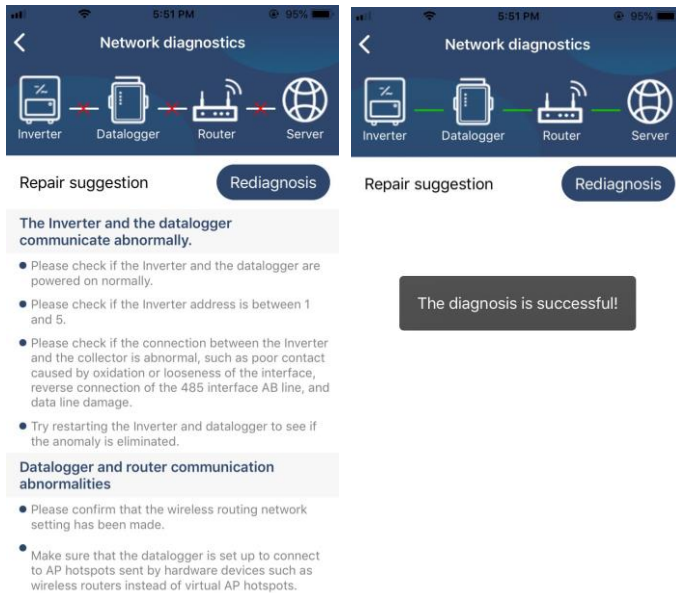 5:51 PM
95%
Network diagnostics
Inverter
Datalogger
Router
Server
Repair suggestion
Rediagnosis
The Inverter and the datalogger
communicate abnormally.
Please check if the Inverter and the datalogger are
powered on normally.
Please check if the Inverter address is between 1
and 5.
Please check if the connection between the Inverter
and the collector is abnormal, such as poor contact
caused by oxidation or looseness of the interface,
reverse connection of the 485 interface AB line, and
data line damage.
Try restarting the Inverter and datalogger to see if
the anomaly is eliminated.
Datalogger and router communication
abnormalities
Please confirm that the wireless routing network
setting has been made.
Make sure that the datalogger is set up to connect
to AP hotspots sent by hardware devices such as
wireless routers instead of virtual AP hotspots.
5:51 PM
95%
Network diagnostics
Inverter
Datalogger
Router
Server
Repair suggestion
Rediagnosis
The diagnosis is successful!